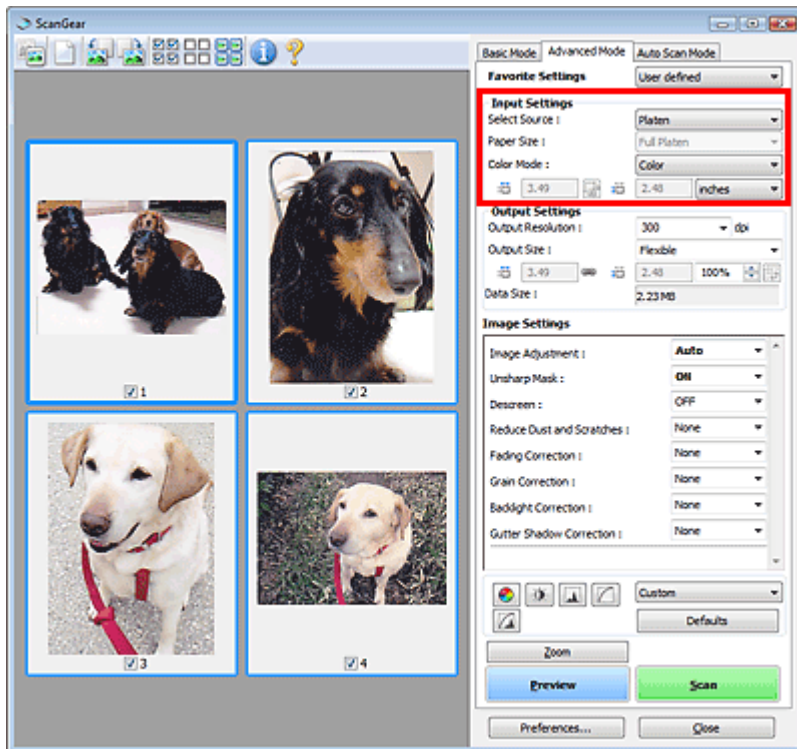 ScanGear
Basic Mode Advanced Mode Auto Scan Mode
Favorite Settings User defined
Input Settings
Select Source : Platen
Paper Size : Full Platen
Color Mode : Color
3.49 2.48 inches
Output Settings
Output Resolution : 300 dpi
Output Size : Flexible
3.49 2.48 100%
Data Size : 2.23 MB
Image Settings
Image Adjustment : Auto
Unsharp Mask : ON
Descreen : OFF
Reduce Dust and Scratches : None
Fading Correction : None
Grain Correction : None
Backlight Correction : None
Gutter Shadow Correction : None
Custom
Defaults
Zoom
Preview Scan
Preferences... Close
1
2
3
4